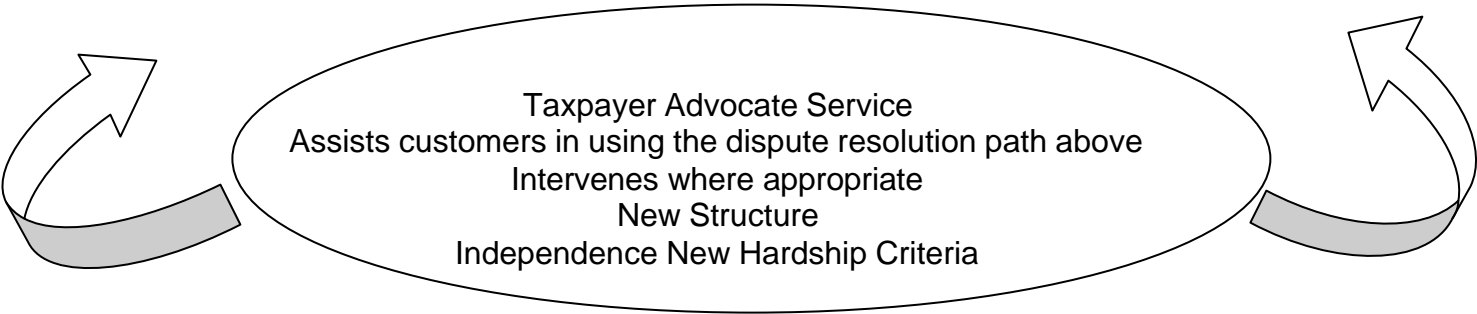 Taxpayer Advocate Service
Assists customers in using the dispute resolution path above
Intervenes where appropriate
New Structure
Independence New Hardship Criteria